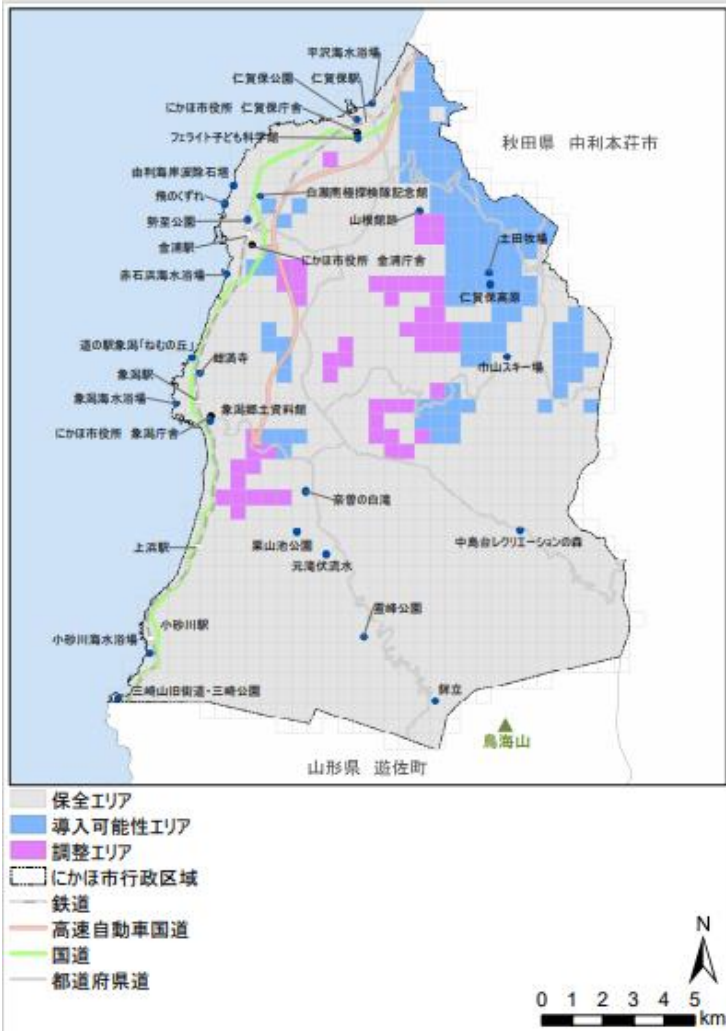 平沢海水浴場
仁賀保公園
仁賀保駅
にかほ市役所 仁賀保庁舎
フェライト子ども科学館
秋田県 由利本荘市
由利海岸波除石垣
飛のくずれ
白瀬南極探検隊記念館
山根館跡
勢至公園
土田牧場
金浦駅
にかほ市役所 金浦庁舎
赤石浜海水浴場
仁賀保高原
道の駅象潟「ねむの丘」
蚶満寺
市山スキー場
象潟駅
象潟海水浴場
象潟郷土資料館
にかほ市役所 象潟庁舎
奈曽の白滝
上浜駅
栗山池公園
中島台レクリエーションの森
元滝伏流水
小砂川駅
霊峰公園
小砂川海水浴場
三崎山旧街道・三崎公園
鉾立
鳥海山
山形県 遊佐町
保全エリア
導入可能性エリア
調整エリア
にかほ市行政区域
鉄道
高速自動車国道
国道
都道府県道
N
0 1 2 3 4 5
km